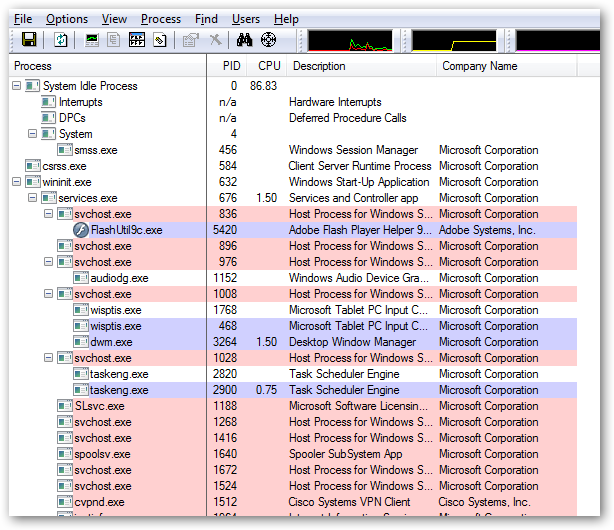 File Options View Process Find Users Help
Process PID CPU Description Company Name
System Idle Process 0 86.83
Interrupts n/a Hardware Interrupts
DPCs n/a Deferred Procedure Calls
System 4
smss.exe 456 Windows Session Manager Microsoft Corporation
csrss.exe 584 Client Server Runtime Process Microsoft Corporation
wininit.exe 632 Windows Start-Up Application Microsoft Corporation
services.exe 676 1.50 Services and Controller app Microsoft Corporation
svchost.exe 836 Host Process for Windows S... Microsoft Corporation
FlashUtil9c.exe 5420 Adobe Flash Player Helper 9... Adobe Systems, Inc.
svchost.exe 896 Host Process for Windows S... Microsoft Corporation
svchost.exe 976 Host Process for Windows S... Microsoft Corporation
audiodg.exe 1152 Windows Audio Device Gra... Microsoft Corporation
svchost.exe 1008 Host Process for Windows S... Microsoft Corporation
wisptis.exe 1768 Microsoft Tablet PC Input C... Microsoft Corporation
wisptis.exe 468 Microsoft Tablet PC Input C... Microsoft Corporation
dwm.exe 3264 1.50 Desktop Window Manager Microsoft Corporation
svchost.exe 1028 Host Process for Windows S... Microsoft Corporation
taskeng.exe 2820 Task Scheduler Engine Microsoft Corporation
taskeng.exe 2900 0.75 Task Scheduler Engine Microsoft Corporation
SLsvc.exe 1188 Microsoft Software Licensin... Microsoft Corporation
svchost.exe 1268 Host Process for Windows S... Microsoft Corporation
svchost.exe 1416 Host Process for Windows S... Microsoft Corporation
spoolsv.exe 1640 Spooler SubSystem App Microsoft Corporation
svchost.exe 1672 Host Process for Windows S... Microsoft Corporation
svchost.exe 1524 Host Process for Windows S... Microsoft Corporation
cvpnd.exe 1512 Cisco Systems VPN Client Cisco Systems, Inc.